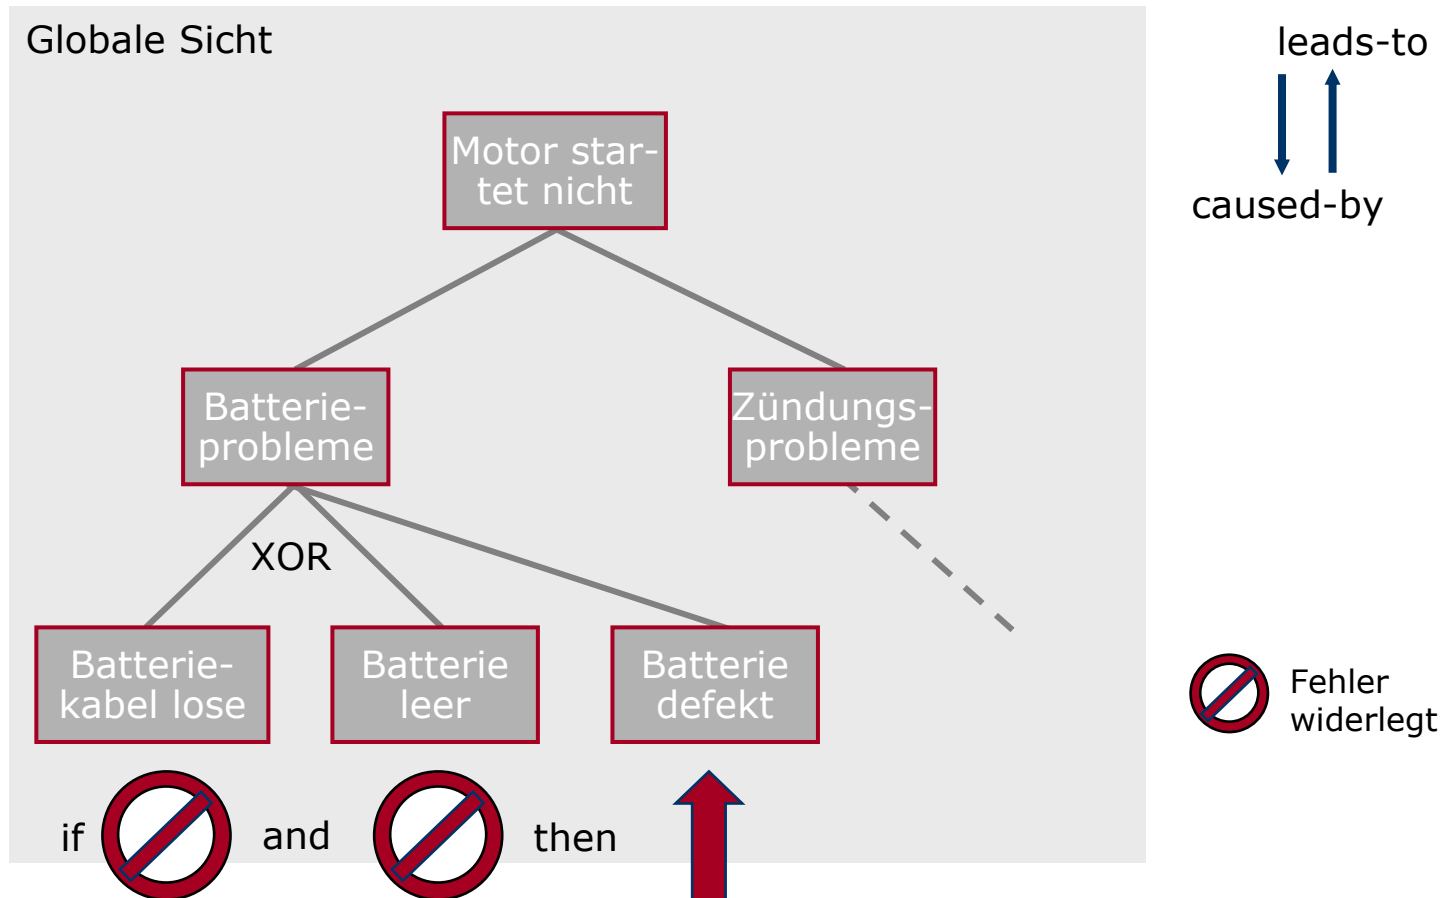 Globale Sicht
leads-to
caused-by
Motor star-
tet nicht
Batterie-
probleme
Zündungs-
probleme
XOR
Batterie-
kabel lose
Batterie
leer
Batterie
defekt
Fehler
widerlegt
if and then